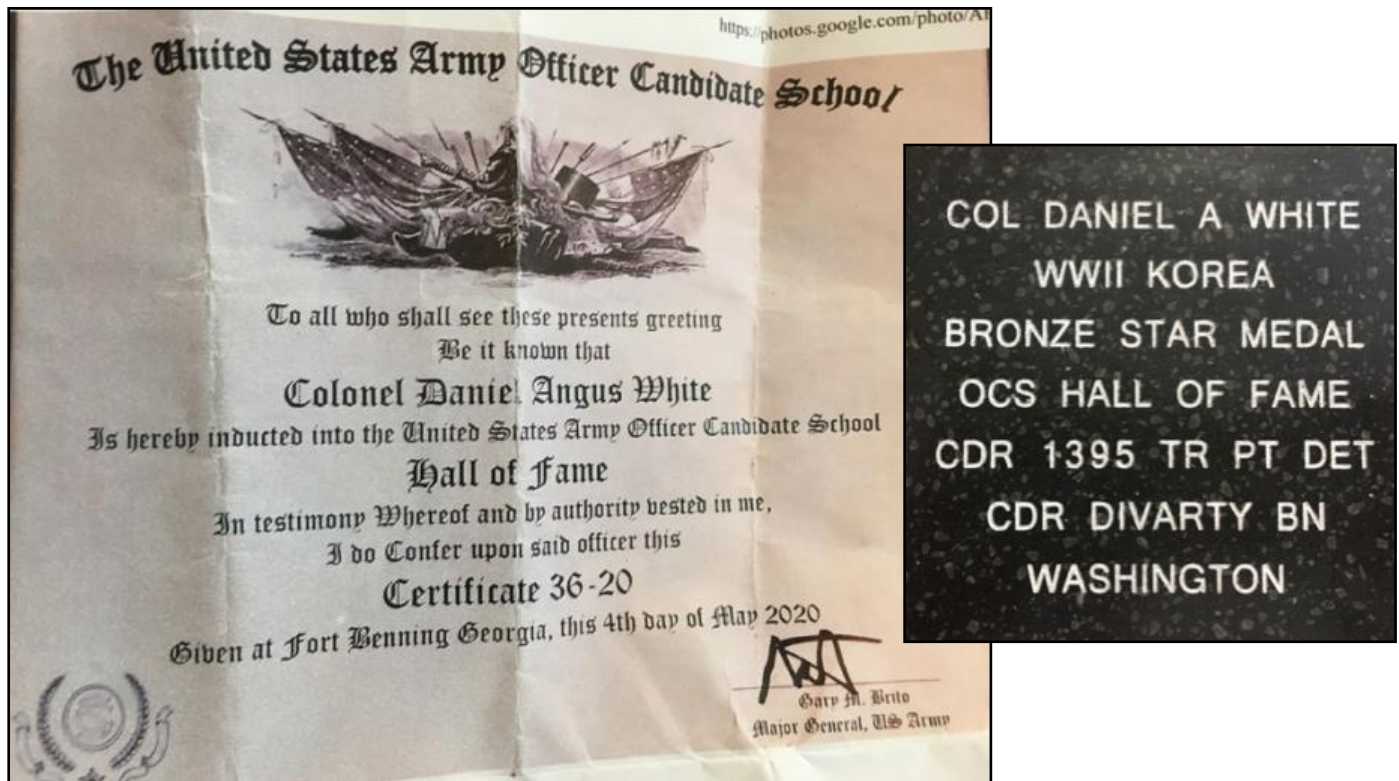 https://photos.google.com/photo/A
The United States Army Officer Candidate School
To all who shall see these presents greeting
Be it known that
Colonel Daniel Angus White
Is hereby inducted into the United States Army Officer Candidate School
Hall of Fame
In testimony Whereof and by authority vested in me,
I do Confer upon said officer this
Certificate 36-20
Given at Fort Benning Georgia, this 4th day of May 2020
Gary M. Brito
Major General, US Army
COL DANIEL A WHITE
WWII KOREA
BRONZE STAR MEDAL
OCS HALL OF FAME
CDR 1395 TR PT DET
CDR DIVARTY BN
WASHINGTON